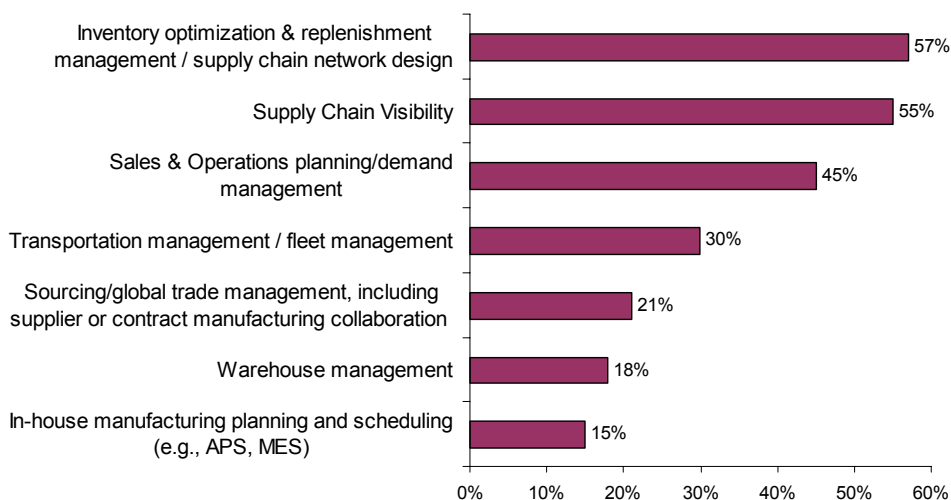 Inventory optimization & replenishment
management / supply chain network design
57%
Supply Chain Visibility
55%
Sales & Operations planning/demand
management
45%
Transportation management / fleet management
30%
Sourcing/global trade management, including
supplier or contract manufacturing collaboration
21%
Warehouse management
18%
In-house manufacturing planning and scheduling
(e.g., APS, MES)
15%
0% 10% 20% 30% 40% 50% 60%